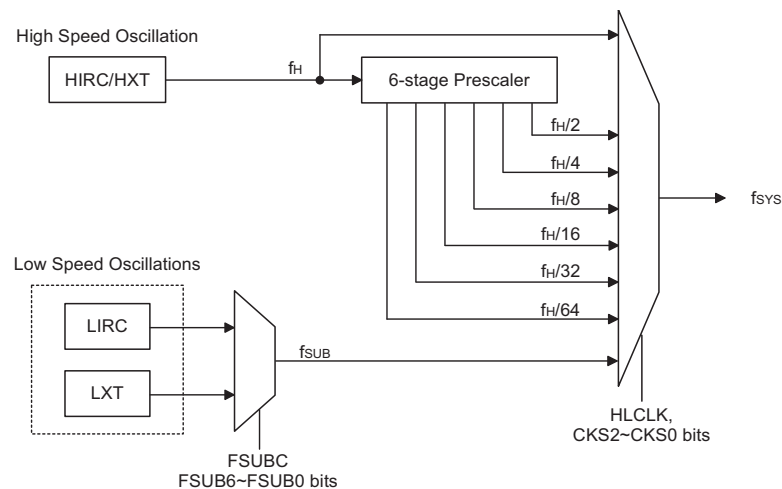 High Speed Oscillation
HIRC/HXT
fH
6-stage Prescaler
fH/2
fH/4
fH/8
fH/16
fH/32
fH/64
fSYS
Low Speed Oscillations
LIRC
LXT
fSUB
HLCLK,
CKS2~CKS0 bits
FSUBC
FSUB6~FSUB0 bits